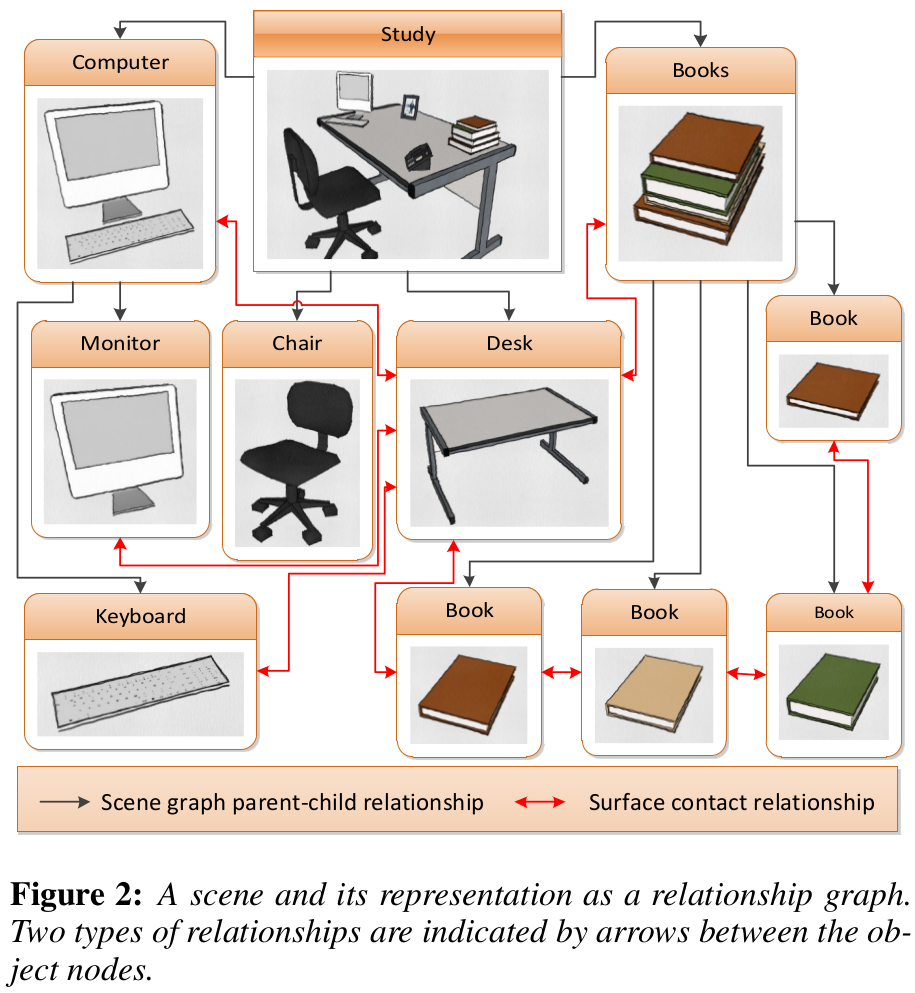 Study
Computer
Books
Book
Monitor
Chair
Desk
Keyboard
Book
Book
Book
Scene graph parent-child relationship
Surface contact relationship
Figure 2: A scene and its representation as a relationship graph.
Two types of relationships are indicated by arrows between the ob-
ject nodes.